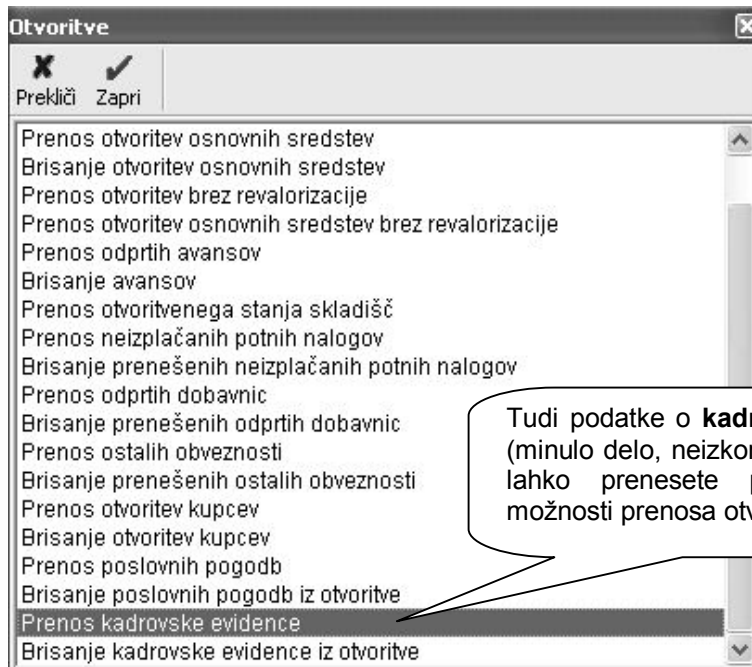 Otvoritve
Prekliči Zapri
Prenos otvoritev osnovnih sredstev
Brisanje otvoritev osnovnih sredstev
Prenos otvoritev brez revalorizacije
Prenos otvoritev osnovnih sredstev brez revalorizacije
Prenos odprtih avansov
Brisanje avansov
Prenos otvoritvenega stanja skladišč
Prenos neizplačanih potnih nalogov
Brisanje prenešenih neizplačanih potnih nalogov
Prenos odprtih dobavnic
Brisanje prenešenih odprtih dobavnic
Prenos ostalih obveznosti
Brisanje prenešenih ostalih obveznosti
Prenos otvoritev kupcev
Brisanje otvoritev kupcev
Prenos poslovnih pogodb
Brisanje poslovnih pogodb iz otvoritve
Prenos kadrovske evidence
Brisanje kadrovske evidence iz otvoritve
Tudi podatke o
(minulo delo,
lahko prenesete
možnosti prenosa